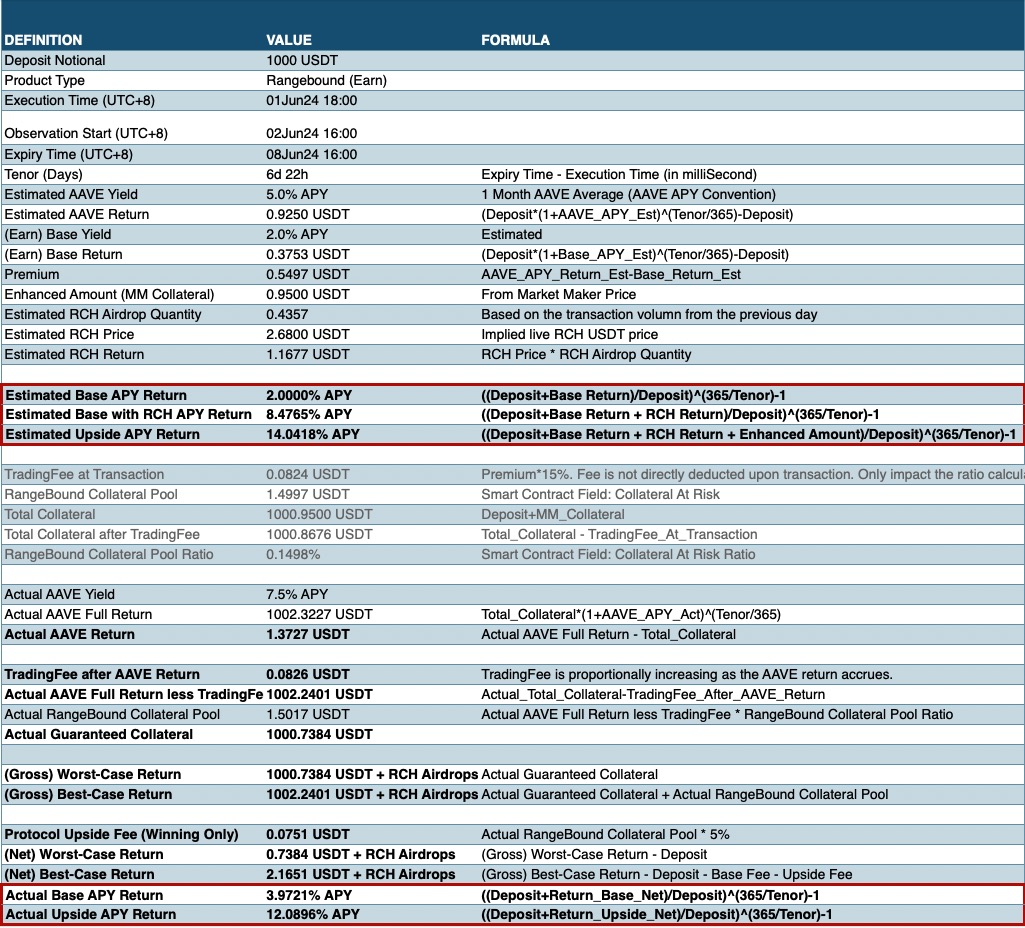 DEFINITION VALUE FORMULA
Deposit Notional 1000 USDT
Product Type Rangebound (Earn)
Execution Time (UTC+8) 01Jun24 18:00
Observation Start (UTC+8) 02Jun24 16:00
Expiry Time (UTC+8) 08Jun24 16:00
Tenor (Days) 6d 22h Expiry Time - Execution Time (in milliSecond)
Estimated AAVE Yield 5.0% APY 1 Month AAVE Average (AAVE APY Convention)
Estimated AAVE Return 0.9250 USDT (Deposit*(1+AAVE_APY_Est)^(Tenor/365)-Deposit)
(Earn) Base Yield 2.0% APY Estimated
(Earn) Base Return 0.3753 USDT (Deposit*(1+Base_APY_Est)^(Tenor/365)-Deposit)
Premium 0.5497 USDT AAVE_APY_Return_Est-Base_Return_Est
Enhanced Amount (MM Collateral) 0.9500 USDT From Market Maker Price
Estimated RCH Airdrop Quantity 0.4357 Based on the transaction volumn from the previous day
Estimated RCH Price 2.6800 USDT Implied live RCH USDT price
Estimated RCH Return 1.1677 USDT RCH Price * RCH Airdrop Quantity
Estimated Base APY Return 2.0000% APY ((Deposit+Base Return)/Deposit)^(365/Tenor)-1
Estimated Base with RCH APY Return 8.4765% APY ((Deposit+Base Return + RCH Return)/Deposit)^(365/Tenor)-1
Estimated Upside APY Return 14.0418% APY ((Deposit+Base Return + RCH Return + Enhanced Amount)/Deposit)^(365/Tenor)-1
TradingFee at Transaction 0.0824 USDT Premium*15%. Fee is not directly deducted upon transaction. Only impact the ratio calcul
RangeBound Collateral Pool 1.4997 USDT Smart Contract Field: Collateral At Risk
Total Collateral 1000.9500 USDT Deposit+MM_Collateral
Total Collateral after TradingFee 1000.8676 USDT Total_Collateral - TradingFee_At_Transaction
RangeBound Collateral Pool Ratio 0.1498% Smart Contract Field: Collateral At Risk Ratio
Actual AAVE Yield 7.5% APY
Actual AAVE Full Return 1002.3227 USDT Total_Collateral*(1+AAVE_APY_Act)^(Tenor/365)
Actual AAVE Return 1.3727 USDT Actual AAVE Full Return - Total_Collateral
TradingFee after AAVE Return 0.0826 USDT TradingFee is proportionally increasing as the AAVE return accrues.
Actual AAVE Full Return less TradingFe 1002.2401 USDT Actual_Total_Collateral-TradingFee_After_AAVE_Return
Actual RangeBound Collateral Pool 1.5017 USDT Actual AAVE Full Return less TradingFee * RangeBound Collateral Pool Ratio
Actual Guaranteed Collateral 1000.7384 USDT
(Gross) Worst-Case Return 1000.7384 USDT + RCH Airdrops Actual Guaranteed Collateral
(Gross) Best-Case Return 1002.2401 USDT + RCH Airdrops Actual Guaranteed Collateral + Actual RangeBound Collateral Pool
Protocol Upside Fee (Winning Only) 0.0751 USDT Actual RangeBound Collateral Pool * 5%
(Net) Worst-Case Return 0.7384 USDT + RCH Airdrops (Gross) Worst-Case Return - Deposit
(Net) Best-Case Return 2.1651 USDT + RCH Airdrops (Gross) Best-Case Return - Deposit - Base Fee - Upside Fee
Actual Base APY Return 3.9721% APY ((Deposit+Return_Base_Net)/Deposit)^(365/Tenor)-1
Actual Upside APY Return 12.0896% APY ((Deposit+Return_Upside_Net)/Deposit)^(365/Tenor)-1